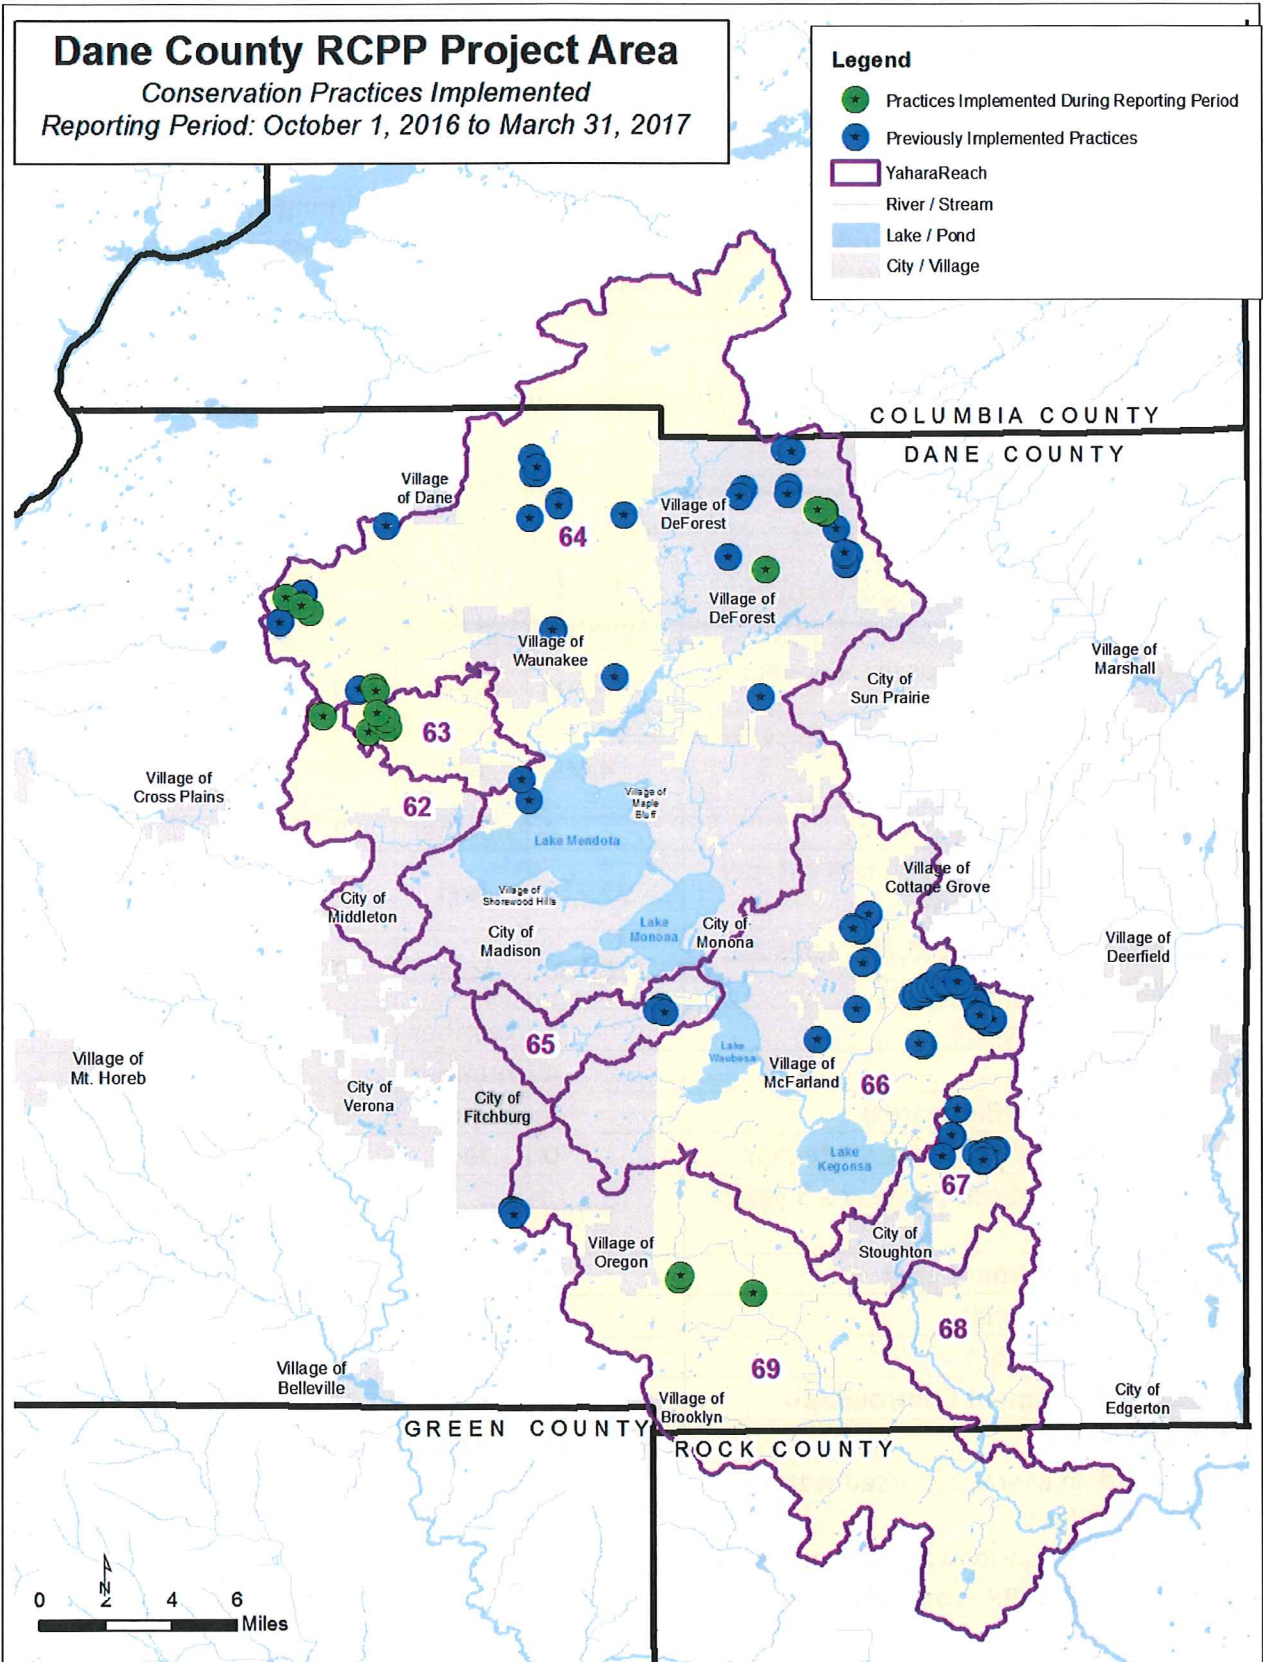 Dane County RCPP Project Area
Conservation Practices Implemented
Reporting Period: October 1, 2016 to March 31, 2017
Legend
Practices Implemented During Reporting Period
Previously Implemented Practices
YaharaReach
River / Stream
Lake / Pond
City / Village
COLUMBIA COUNTY
DANE COUNTY
Village
of Dane
Village of
DeForest
64
Village of
DeForest
Village of
Waunakee
Village of
Marshall
City of
Sun Prairie
63
Village of
Cross Plains
62
Village of
Maple
Bluff
Lake Mendota
Village of
Cottage Grove
Village of
Shorewood Hills
City of
Middleton
Lake
Monona
City of
Monona
City of
Madison
Village of
Deerfield
65
Lake
Waubesa
Village of
Mt. Horeb
Village of
McFarland
66
City of
Verona
City of
Fitchburg
Lake
Kegonsa
67
City of
Stoughton
Village of
Oregon
68
69
Village of
Belleville
Village of
Brooklyn
City of
Edgerton
GREEN COUNTY
ROCK COUNTY
N
0 2 4 6
Miles